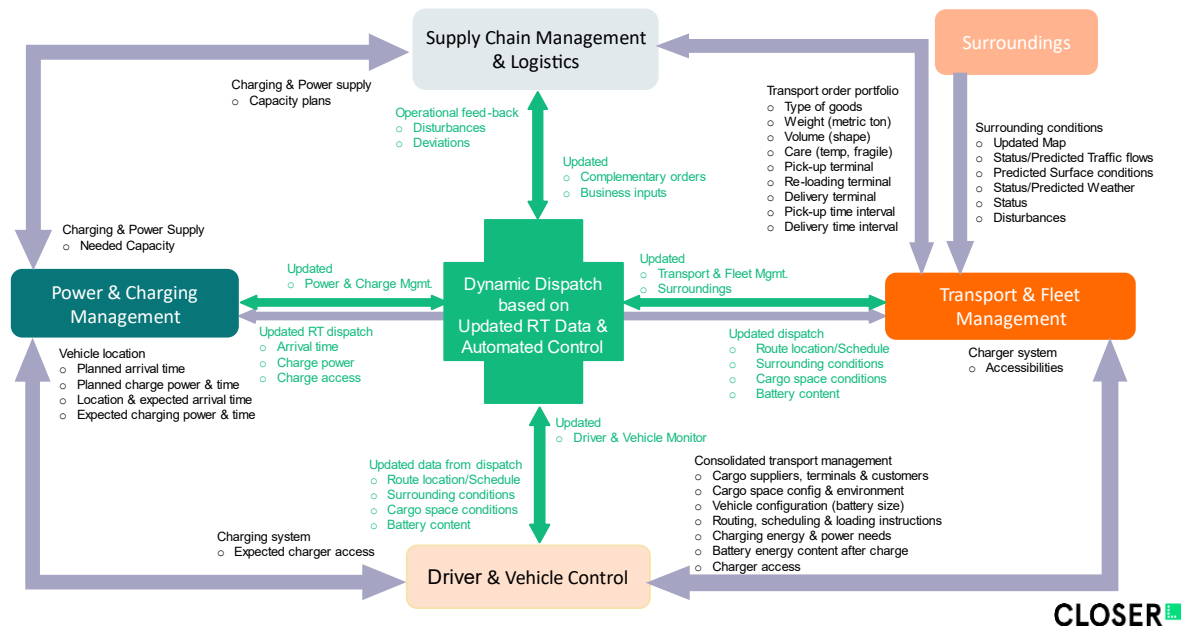 Supply Chain Management
& Logistics
Surroundings
Charging & Power supply
o Capacity plans
Operational feed-back
o Disturbances
o Deviations
Updated
o Complementary orders
o Business inputs
Transport order portfolio
o Type of goods
o Weight (metric ton)
o Volume (shape)
o Care (temp, fragile)
o Pick-up terminal
o Re-loading terminal
o Delivery terminal
o Pick-up time interval
o Delivery time interval
Surrounding conditions
o Updated Map
o Status/Predicted Traffic flows
o Predicted Surface conditions
o Status/Predicted Weather
o Status
o Disturbances
Charging & Power Supply
o Needed Capacity
Power & Charging
Management
Updated
o Power & Charge Mgmt.
Updated RT dispatch
o Arrival time
o Charge power
o Charge access
Dynamic Dispatch
based on
Updated RT Data &
Automated Control
Updated
o Transport & Fleet Mgmt.
o Surroundings
Updated dispatch
o Route location/Schedule
o Surrounding conditions
o Cargo space conditions
o Battery content
Transport & Fleet
Management
Charger system
o Accessibilities
Vehicle location
o Planned arrival time
o Planned charge power & time
o Location & expected arrival time
o Expected charging power & time
Updated
o Driver & Vehicle Monitor
Updated data from dispatch
o Route location/Schedule
o Surrounding conditions
o Cargo space conditions
o Battery content
Consolidated transport management
o Cargo suppliers, terminals & customers
o Cargo space config & environment
o Vehicle configuration (battery size)
o Routing, scheduling & loading instructions
o Charging energy & power needs
o Battery energy content after charge
o Charger access
Charging system
o Expected charger access
Driver & Vehicle Control
CLOSER